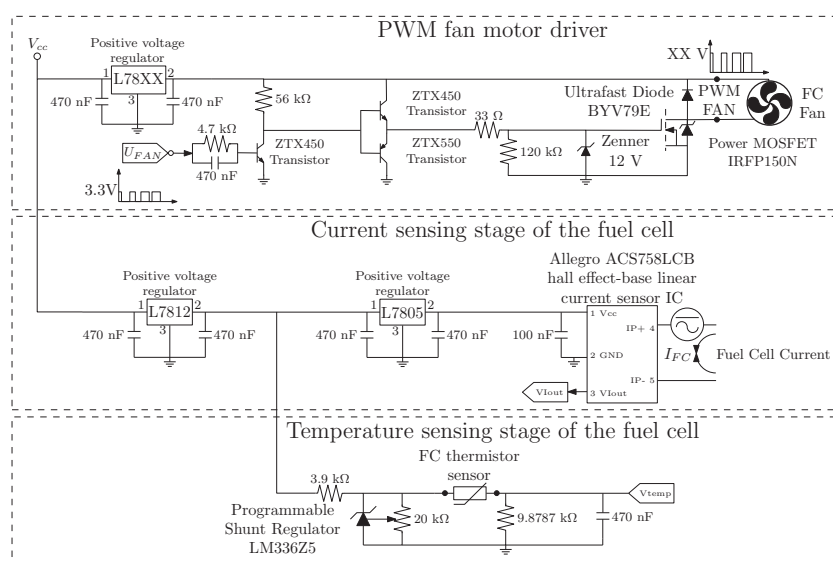 PWM fan motor driver
Vcc
Positive voltage
regulator
1 L78XX 2
3
470 nF
470 nF
56 kΩ
4.7 kΩ
470 nF
UFAN
3.3V
ZTX450
Transistor
ZTX450
Transistor
ZTX550
Transistor
33 Ω
120 kΩ
Ultrafast Diode
BYV79E
Zenner
12 V
XX V
PWM
FAN
FC
Fan
Power MOSFET
IRFP150N
Current sensing stage of the fuel cell
Positive voltage
regulator
1 L7812 2
3
470 nF
470 nF
Positive voltage
regulator
1 L7805 2
3
470 nF
470 nF
100 nF
Allegro ACS758LCB
hall effect-base linear
current sensor IC
1 Vcc
IP+ 4
2 GND
IP- 5
3 VIout
VIout
IFC
Fuel Cell Current
Temperature sensing stage of the fuel cell
FC thermistor
sensor
3.9 kΩ
Programmable
Shunt Regulator
LM336Z5
20 kΩ
9.8787 kΩ
470 nF
Vtemp